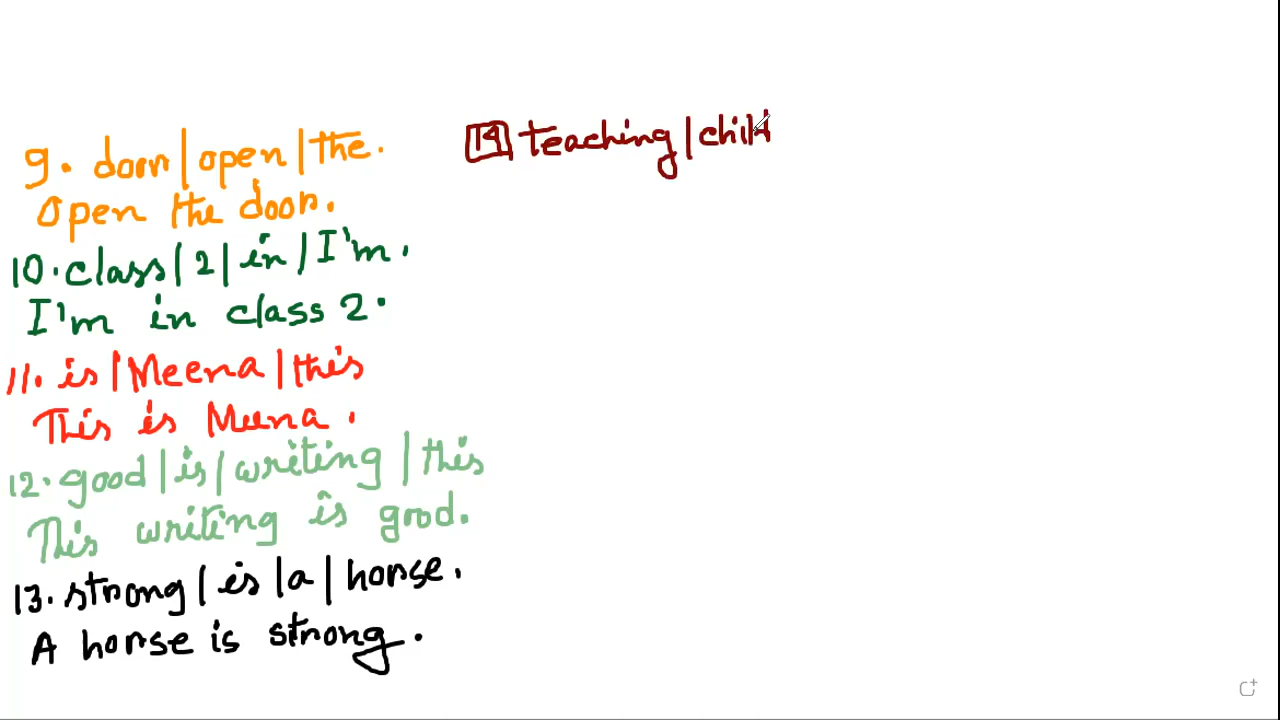 9. door|open|the.
Open the door.
10. class|2|in|I'm.
I'm in class 2.
11. is|Meena|this
This is Meena.
12. good|is|writing|this
This writing is good.
13. strong|is|a|horse.
A horse is strong.
14 teaching|child